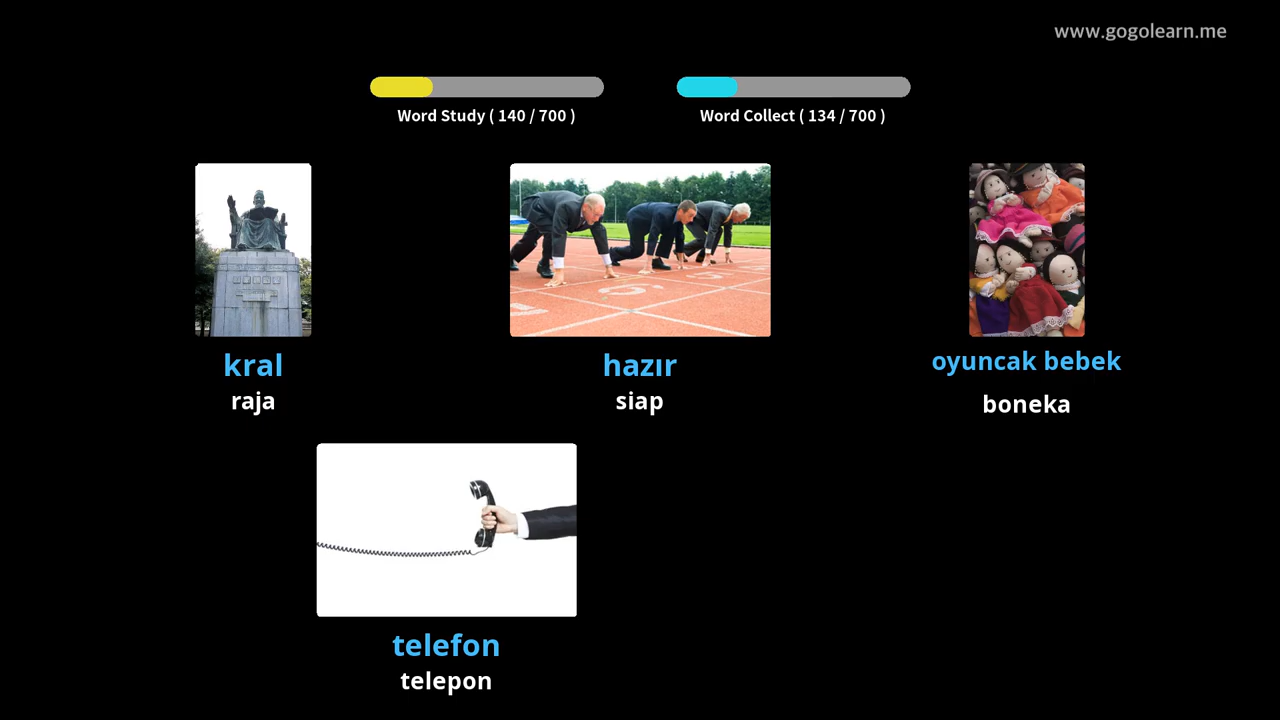 www.gogolearn.me
Word Study ( 140 / 700 )
Word Collect ( 134 / 700 )
kral
raja
hazır
siap
oyuncak bebek
boneka
telefon
telepon